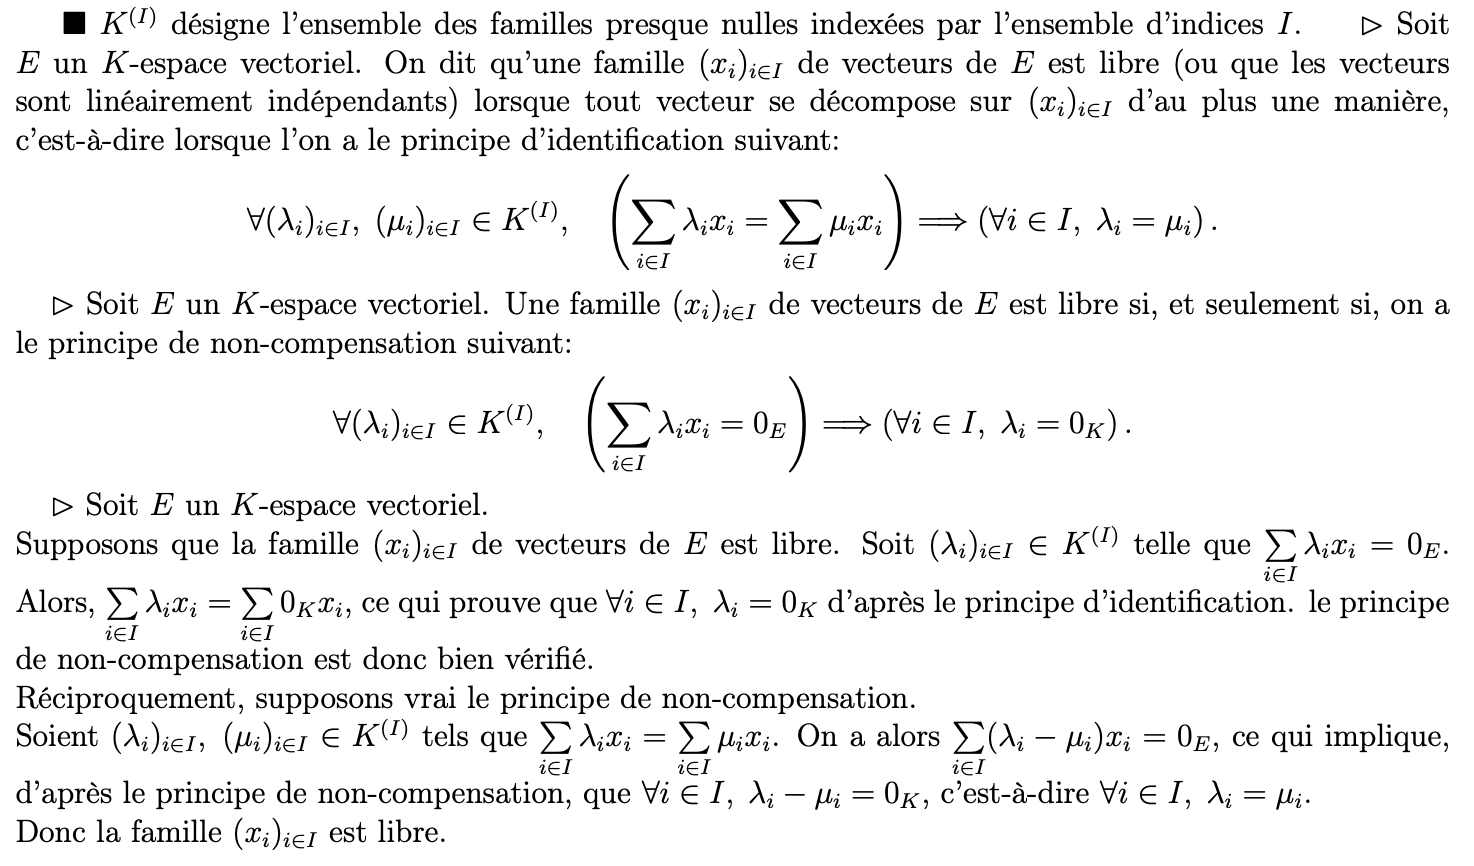 ■ $K^{(I)}$ désigne l'ensemble des familles presque nulles indexées par l'ensemble d'indices $I$. ▷ Soit
$E$ un $K$-espace vectoriel. On dit qu'une famille $(x_i)_{i\in I}$ de vecteurs de $E$ est libre (ou que les vecteurs
sont linéairement indépendants) lorsque tout vecteur se décompose sur $(x_i)_{i\in I}$ d'au plus une manière,
c'est-à-dire lorsque l'on a le principe d'identification suivant:
$$\forall(\lambda_i)_{i\in I},\ (\mu_i)_{i\in I} \in K^{(I)}, \quad \left(\sum_{i\in I} \lambda_i x_i = \sum_{i\in I} \mu_i x_i\right) \Longrightarrow (\forall i \in I,\ \lambda_i = \mu_i).$$
▷ Soit $E$ un $K$-espace vectoriel. Une famille $(x_i)_{i\in I}$ de vecteurs de $E$ est libre si, et seulement si, on a
le principe de non-compensation suivant:
$$\forall(\lambda_i)_{i\in I} \in K^{(I)}, \quad \left(\sum_{i\in I} \lambda_i x_i = 0_E\right) \Longrightarrow (\forall i \in I,\ \lambda_i = 0_K).$$
▷ Soit $E$ un $K$-espace vectoriel.
Supposons que la famille $(x_i)_{i\in I}$ de vecteurs de $E$ est libre. Soit $(\lambda_i)_{i\in I} \in K^{(I)}$ telle que $\sum_{i\in I} \lambda_i x_i = 0_E$.
Alors, $\sum_{i\in I} \lambda_i x_i = \sum_{i\in I} 0_K x_i$, ce qui prouve que $\forall i \in I,\ \lambda_i = 0_K$ d'après le principe d'identification. le principe
de non-compensation est donc bien vérifié.
Réciproquement, supposons vrai le principe de non-compensation.
Soient $(\lambda_i)_{i\in I},\ (\mu_i)_{i\in I} \in K^{(I)}$ tels que $\sum_{i\in I} \lambda_i x_i = \sum_{i\in I} \mu_i x_i$. On a alors $\sum_{i\in I} (\lambda_i - \mu_i) x_i = 0_E$, ce qui implique,
d'après le principe de non-compensation, que $\forall i \in I,\ \lambda_i - \mu_i = 0_K$, c'est-à-dire $\forall i \in I,\ \lambda_i = \mu_i$.
Donc la famille $(x_i)_{i\in I}$ est libre.